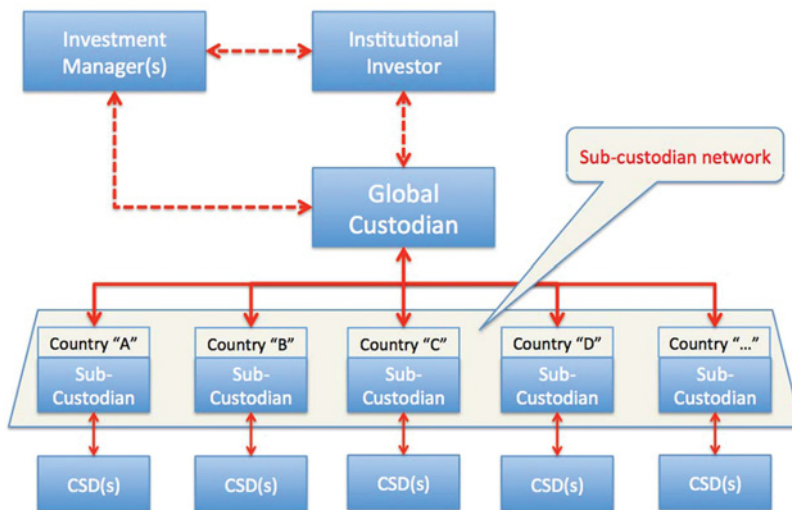 Investment
Manager(s)
Institutional
Investor
Sub-custodian network
Global
Custodian
Country “A”
Sub-
Custodian
Country “B”
Sub-
Custodian
Country “C”
Sub-
Custodian
Country “D”
Sub-
Custodian
Country “...”
Sub-
Custodian
CSD(s)
CSD(s)
CSD(s)
CSD(s)
CSD(s)